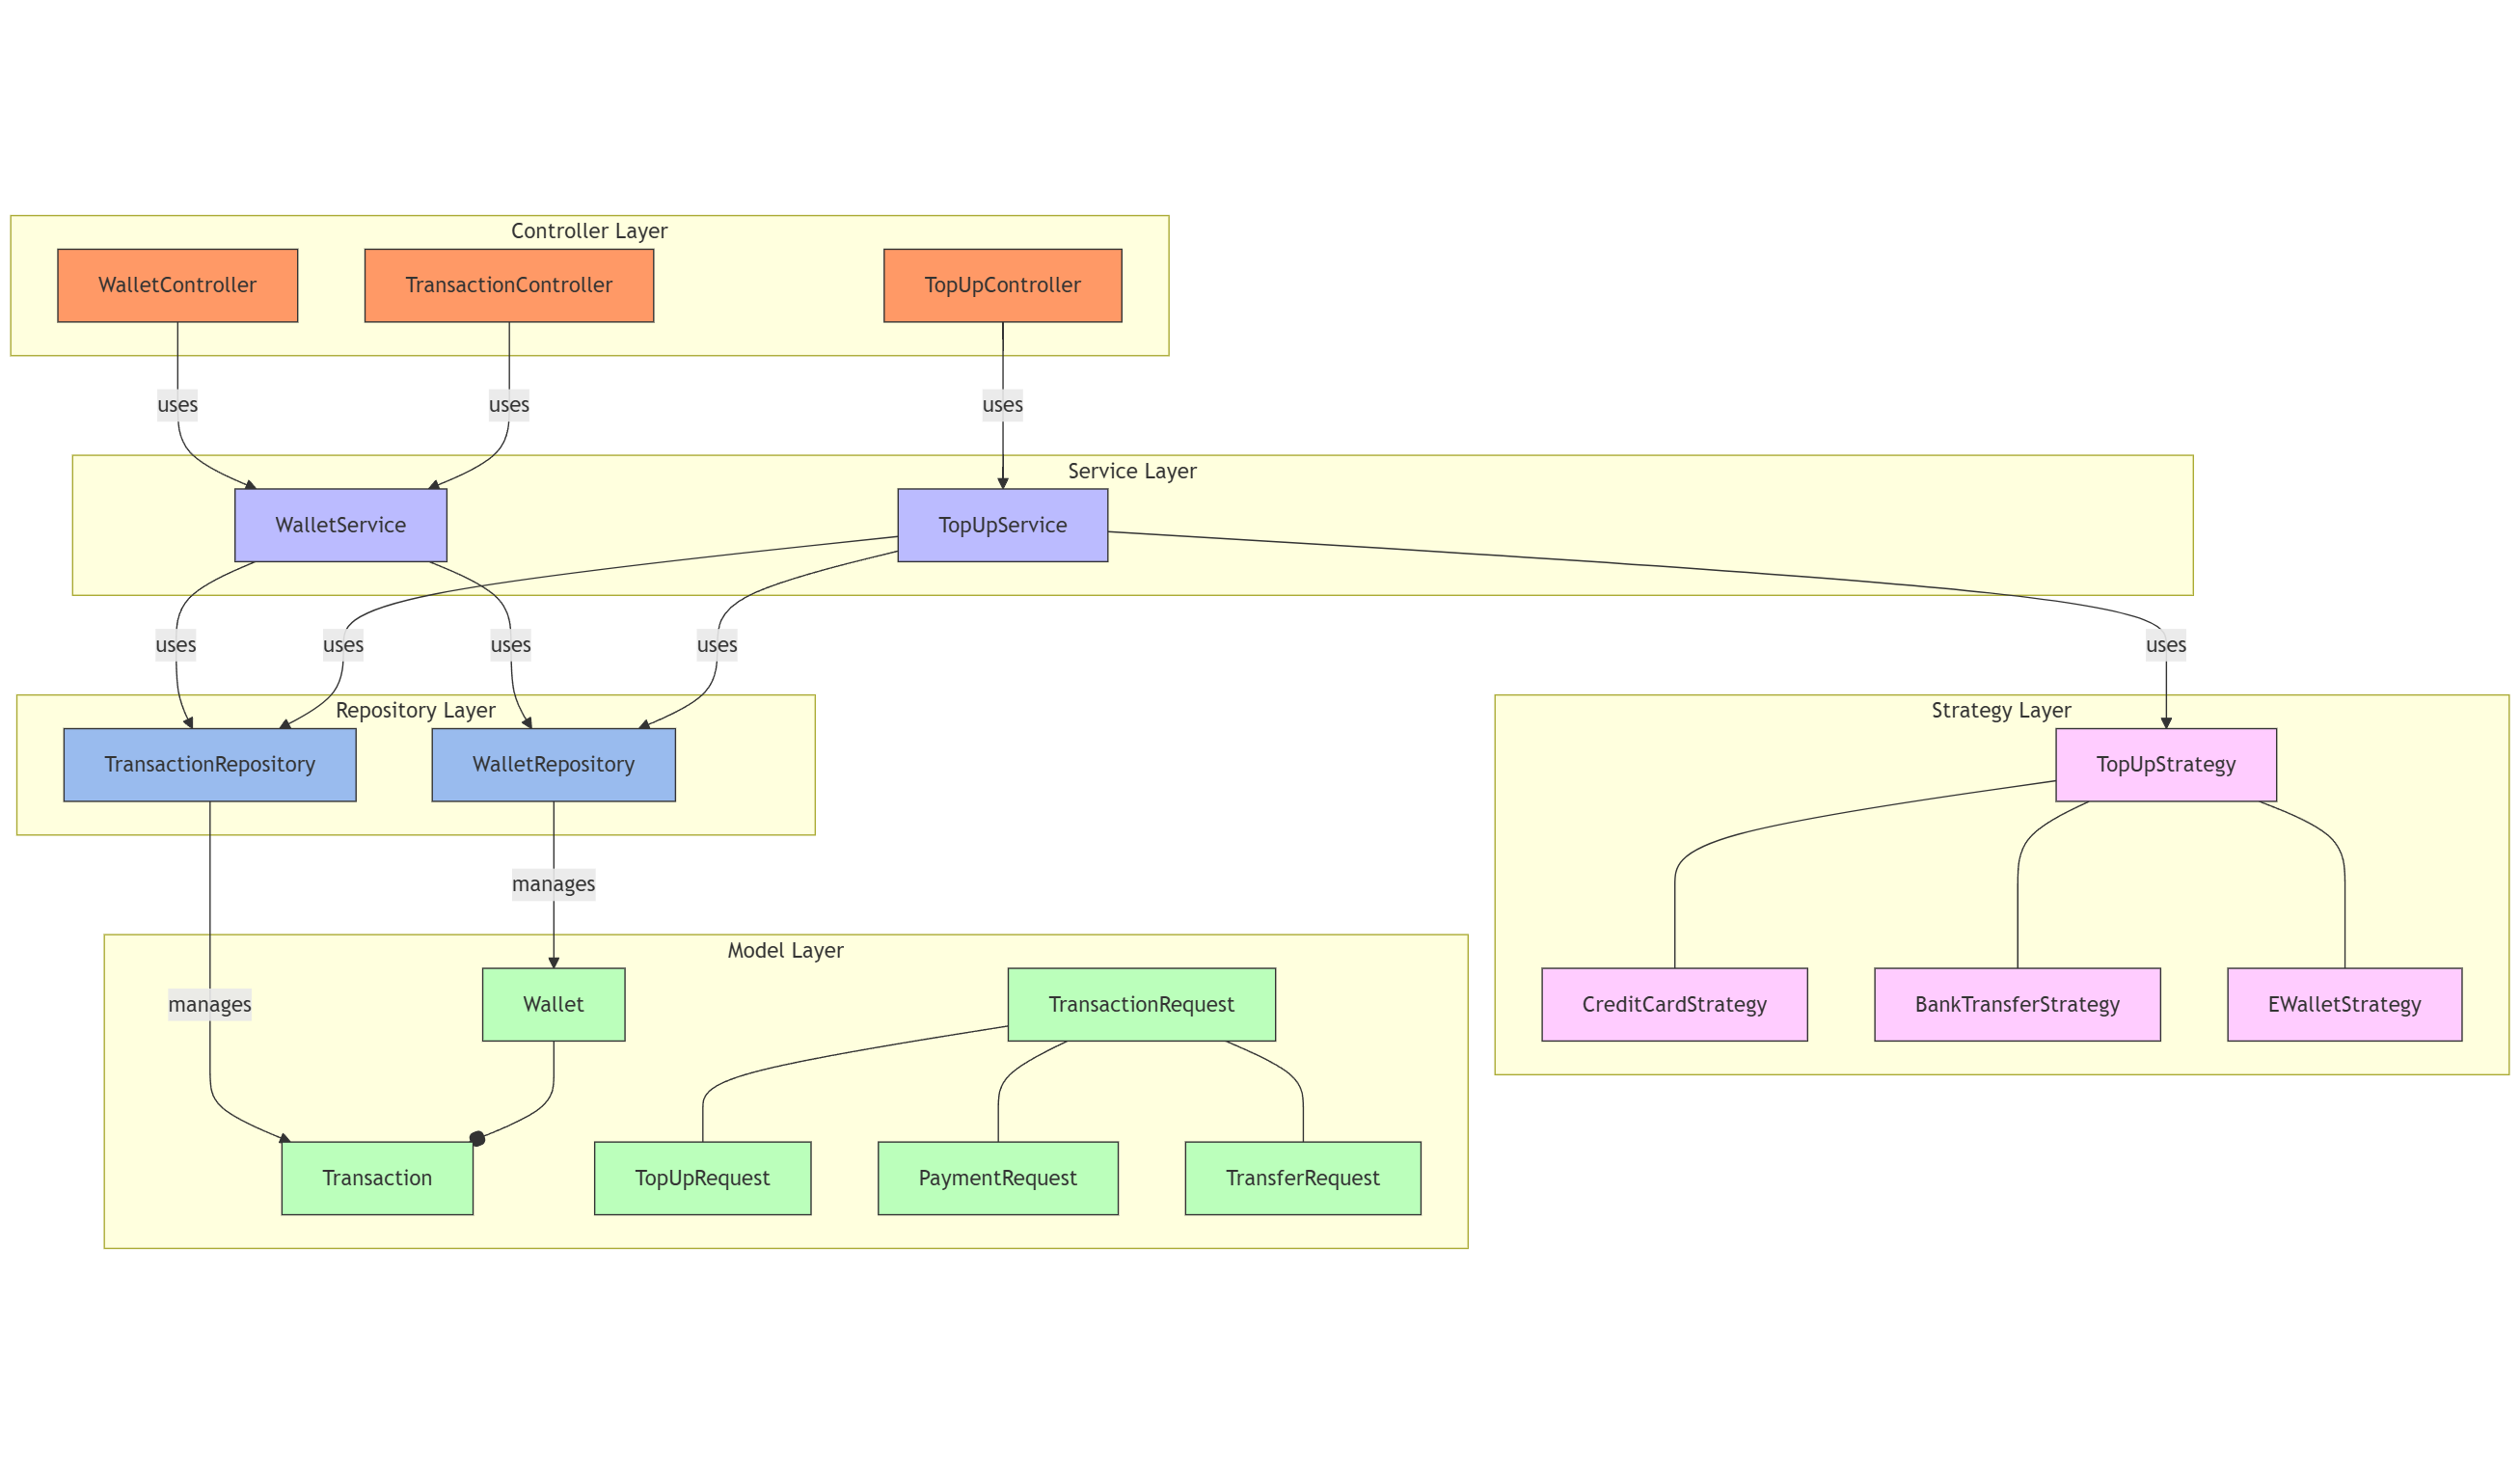 Controller Layer
WalletController
TransactionController
TopUpController
uses
uses
uses
Service Layer
WalletService
TopUpService
uses
uses
uses
uses
uses
Repository Layer
TransactionRepository
WalletRepository
Strategy Layer
TopUpStrategy
manages
Model Layer
manages
Wallet
TransactionRequest
CreditCardStrategy
BankTransferStrategy
EWalletStrategy
Transaction
TopUpRequest
PaymentRequest
TransferRequest